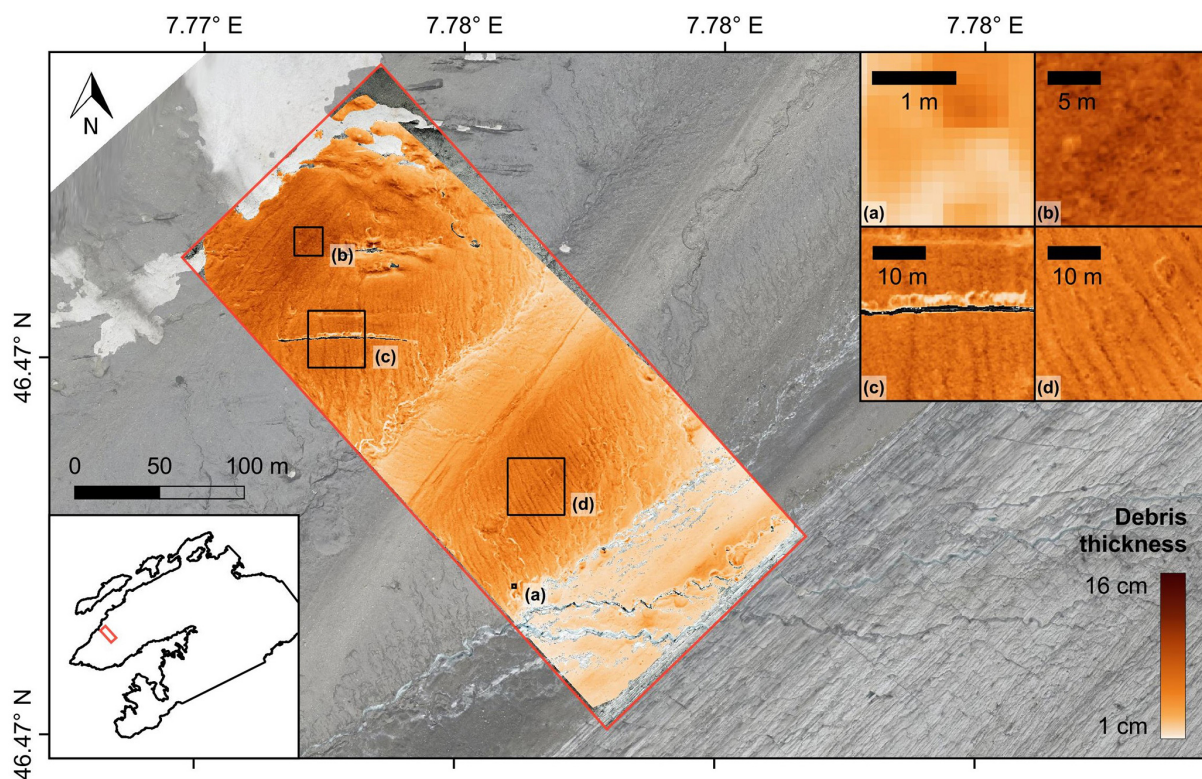 7.77° E 7.78° E 7.78° E 7.78° E
N
1 m
5 m
(a)
(b)
10 m
10 m
(c)
(d)
(b)
(c)
(d)
(a)
46.47° N
46.47° N
0 50 100 m
Debris
thickness
16 cm
1 cm